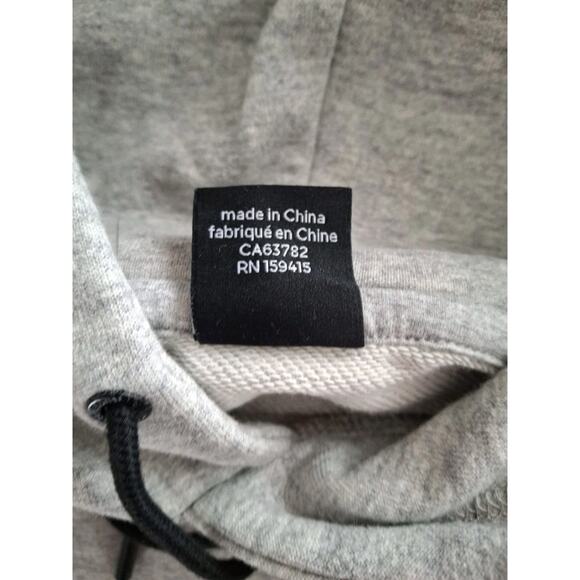 made in China
fabriqué en Chine
CA63782
RN 159415